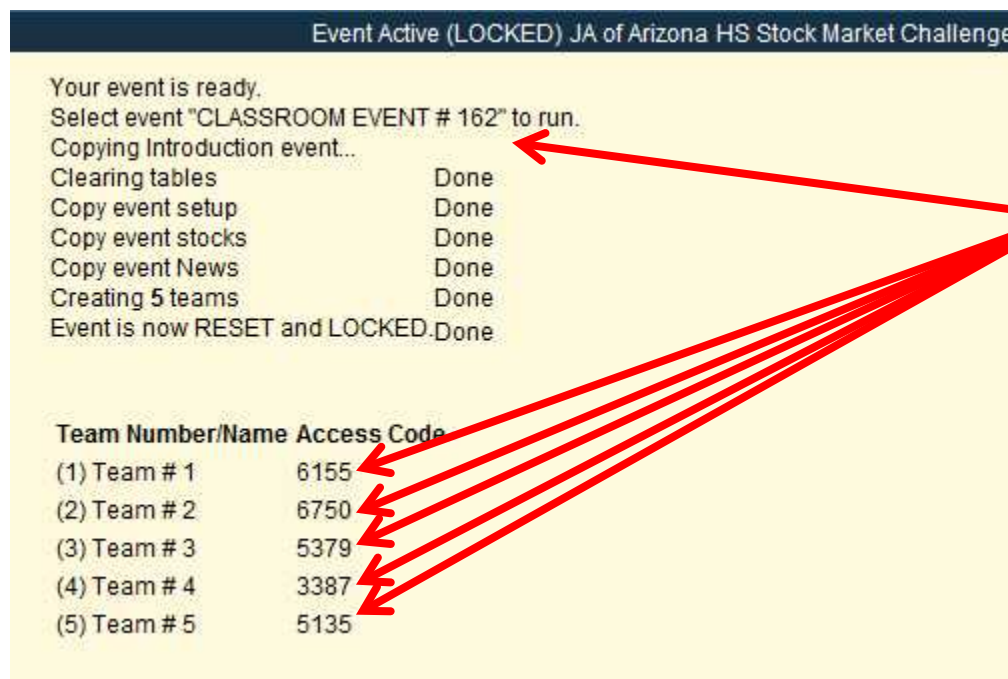 Event Active (LOCKED) JA of Arizona HS Stock Market Challenge
Your event is ready.
Select event "CLASSROOM EVENT # 162" to run.
Copying Introduction event...
Clearing tables Done
Copy event setup Done
Copy event stocks Done
Copy event News Done
Creating 5 teams Done
Event is now RESET and LOCKED. Done
Team Number/Name Access Code
(1) Team # 1 6155
(2) Team # 2 6750
(3) Team # 3 5379
(4) Team # 4 3387
(5) Team # 5 5135